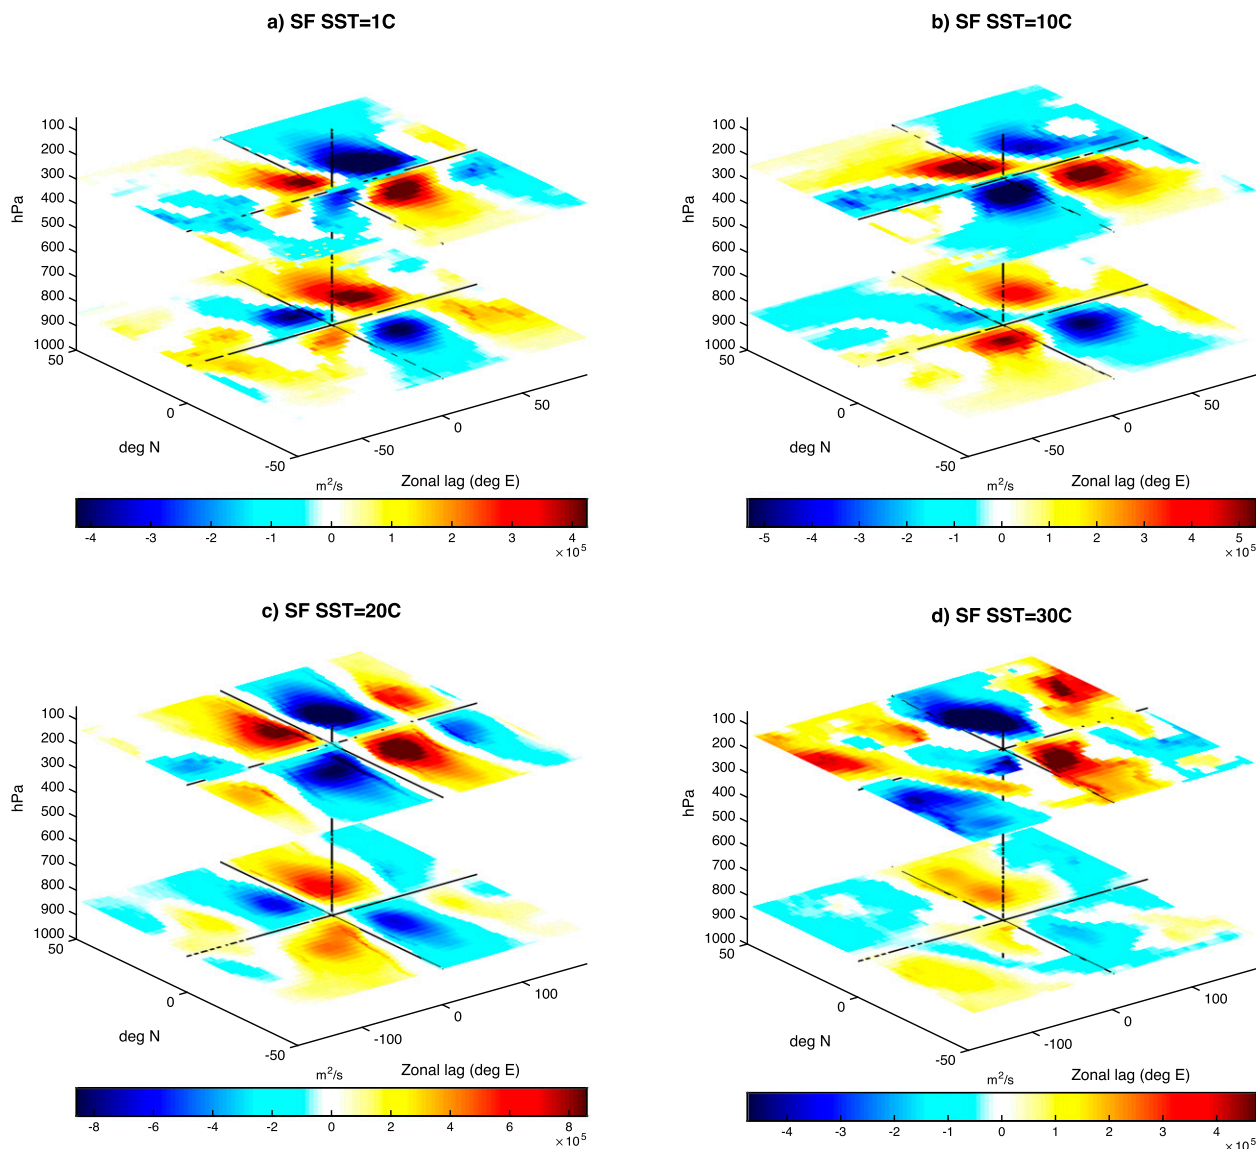 a) SF SST=1C
b) SF SST=10C
100
200
300
400
500
600
700
800
900
1000
hPa
50
0
-50
deg N
-50
0
50
Zonal lag (deg E)
m²/s
-4 -3 -2 -1 0 1 2 3 4
×10⁵
100
200
300
400
500
600
700
800
900
1000
hPa
50
0
-50
deg N
-50
0
50
Zonal lag (deg E)
m²/s
-5 -4 -3 -2 -1 0 1 2 3 4 5
×10⁵
c) SF SST=20C
d) SF SST=30C
100
200
300
400
500
600
700
800
900
1000
hPa
50
0
-50
deg N
-100
0
100
Zonal lag (deg E)
m²/s
-8 -6 -4 -2 0 2 4 6 8
×10⁵
100
200
300
400
500
600
700
800
900
1000
hPa
50
0
-50
deg N
-100
0
100
Zonal lag (deg E)
m²/s
-4 -3 -2 -1 0 1 2 3 4
×10⁵